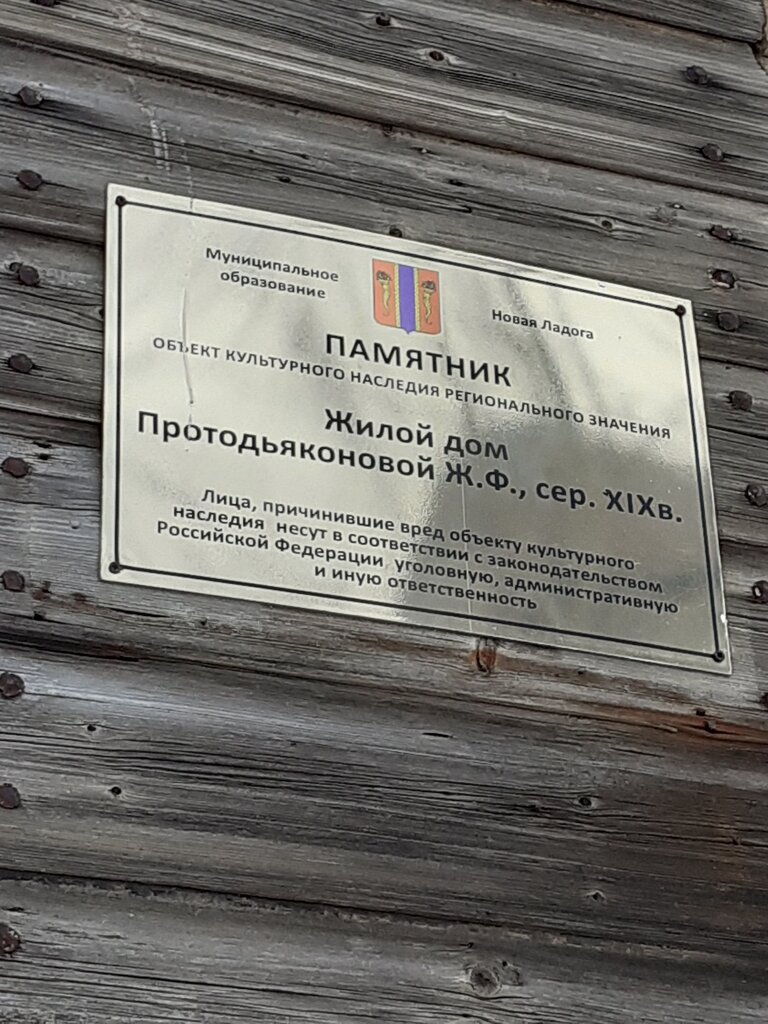 Муниципальное
образование
Новая Ладога
ПАМЯТНИК
ОБЪЕКТ КУЛЬТУРНОГО НАСЛЕДИЯ РЕГИОНАЛЬНОГО ЗНАЧЕНИЯ
Жилой дом
Протодьяконовой Ж.Ф., сер. XIXв.
Лица, причинившие вред объекту культурного
наследия несут в соответствии с законодательством
Российской Федерации уголовную, административную
и иную ответственность